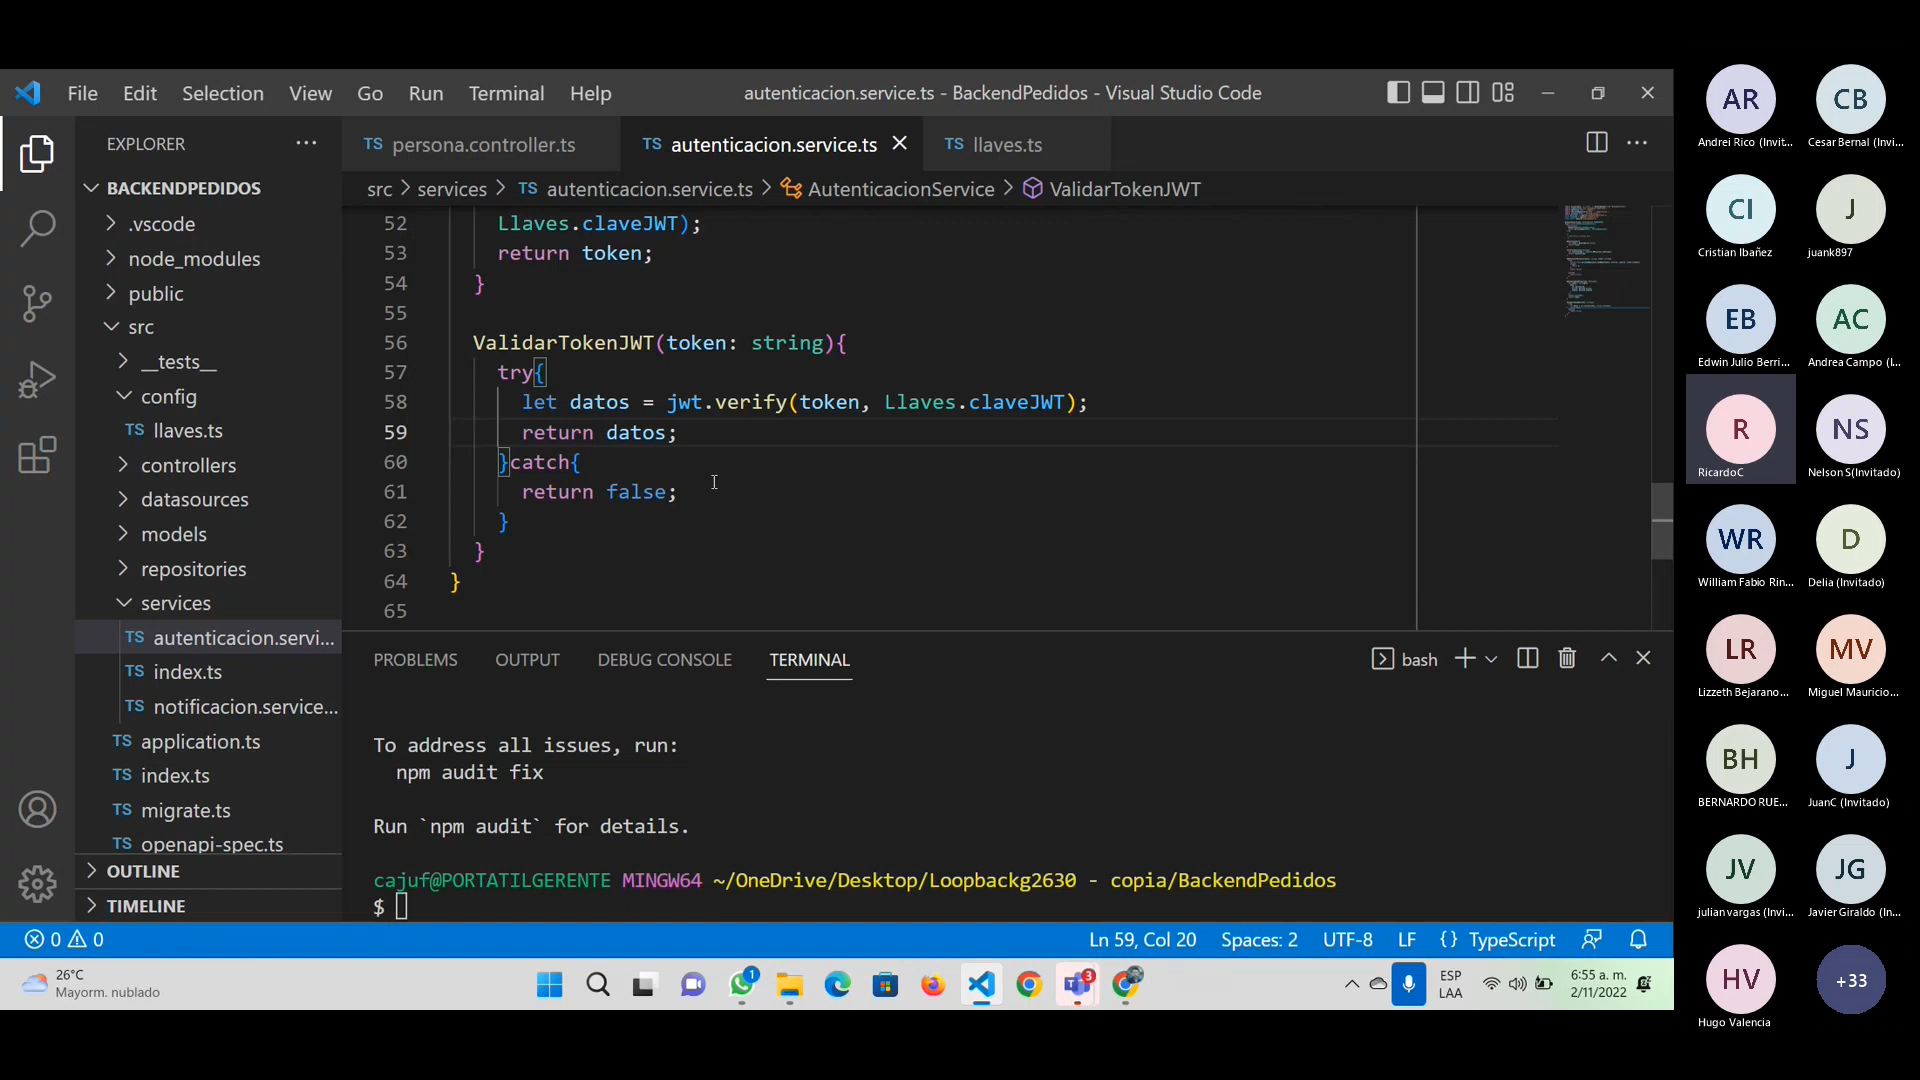 File Edit Selection View Go Run Terminal Help
autenticacion.service.ts - BackendPedidos - Visual Studio Code
EXPLORER
BACKENDPEDIDOS
.vscode
node_modules
public
src
__tests__
config
TS llaves.ts
controllers
datasources
models
repositories
services
TS autenticacion.servi...
TS index.ts
TS notificacion.service...
TS application.ts
TS index.ts
TS migrate.ts
TS openapi-spec.ts
OUTLINE
TIMELINE
TS persona.controller.ts
TS autenticacion.service.ts
TS llaves.ts
src > services > TS autenticacion.service.ts > AutenticacionService > ValidarTokenJWT
52 Llaves.claveJWT);
53 return token;
54 }
55
56 ValidarTokenJWT(token: string){
57 try{
58 let datos = jwt.verify(token, Llaves.claveJWT);
59 return datos;
60 }catch{
61 return false;
62 }
63 }
64 }
65
PROBLEMS OUTPUT DEBUG CONSOLE TERMINAL
bash
To address all issues, run:
npm audit fix
Run `npm audit` for details.
cajuf@PORTATILGERENTE MINGW64 ~/OneDrive/Desktop/Loopbackg2630 - copia/BackendPedidos
$
0 0
Ln 59, Col 20 Spaces: 2 UTF-8 LF {} TypeScript
26°C
Mayorm. nublado
1
3
ESP
LAA
6:55 a. m.
2/11/2022
AR
Andrei Rico (Invit...
CB
Cesar Bernal (Invi...
CI
Cristian Ibañez
J
juank897
EB
Edwin Julio Berri...
AC
Andrea Campo (I...
R
RicardoC
NS
Nelson S(Invitado)
WR
William Fabio Rin...
D
Delia (Invitado)
LR
Lizzeth Bejarano...
MV
Miguel Mauricio...
BH
BERNARDO RUE...
J
JuanC (Invitado)
JV
julian vargas (Invi...
JG
Javier Giraldo (In...
HV
Hugo Valencia
+33